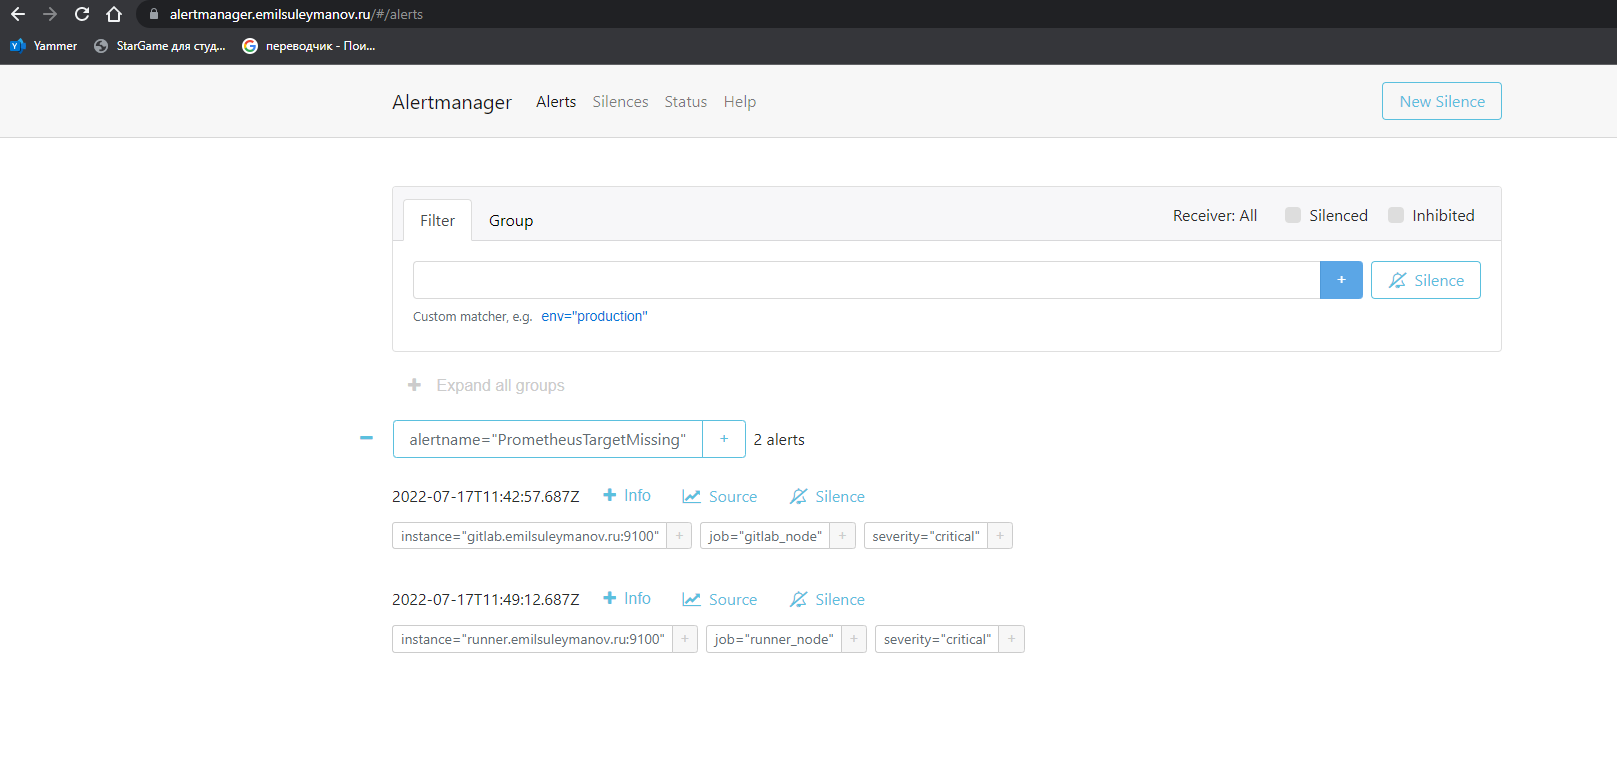 alertmanager.emilsuleymanov.ru/#/alerts
Yammer StarGame для студ... переводчик - Пои...
Alertmanager Alerts Silences Status Help New Silence
Filter Group Receiver: All Silenced Inhibited
+ Silence
Custom matcher, e.g. env="production"
+ Expand all groups
− alertname="PrometheusTargetMissing" + 2 alerts
2022-07-17T11:42:57.687Z + Info Source Silence
instance="gitlab.emilsuleymanov.ru:9100" + job="gitlab_node" + severity="critical" +
2022-07-17T11:49:12.687Z + Info Source Silence
instance="runner.emilsuleymanov.ru:9100" + job="runner_node" + severity="critical" +